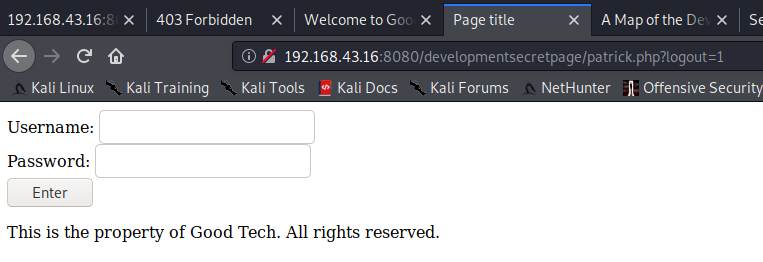 192.168.43.16:8 403 Forbidden Welcome to Goo Page title A Map of the Dev Se
192.168.43.16:8080/developmentsecretpage/patrick.php?logout=1
Kali Linux Kali Training Kali Tools Kali Docs Kali Forums NetHunter Offensive Security
Username:
Password:
Enter
This is the property of Good Tech. All rights reserved.